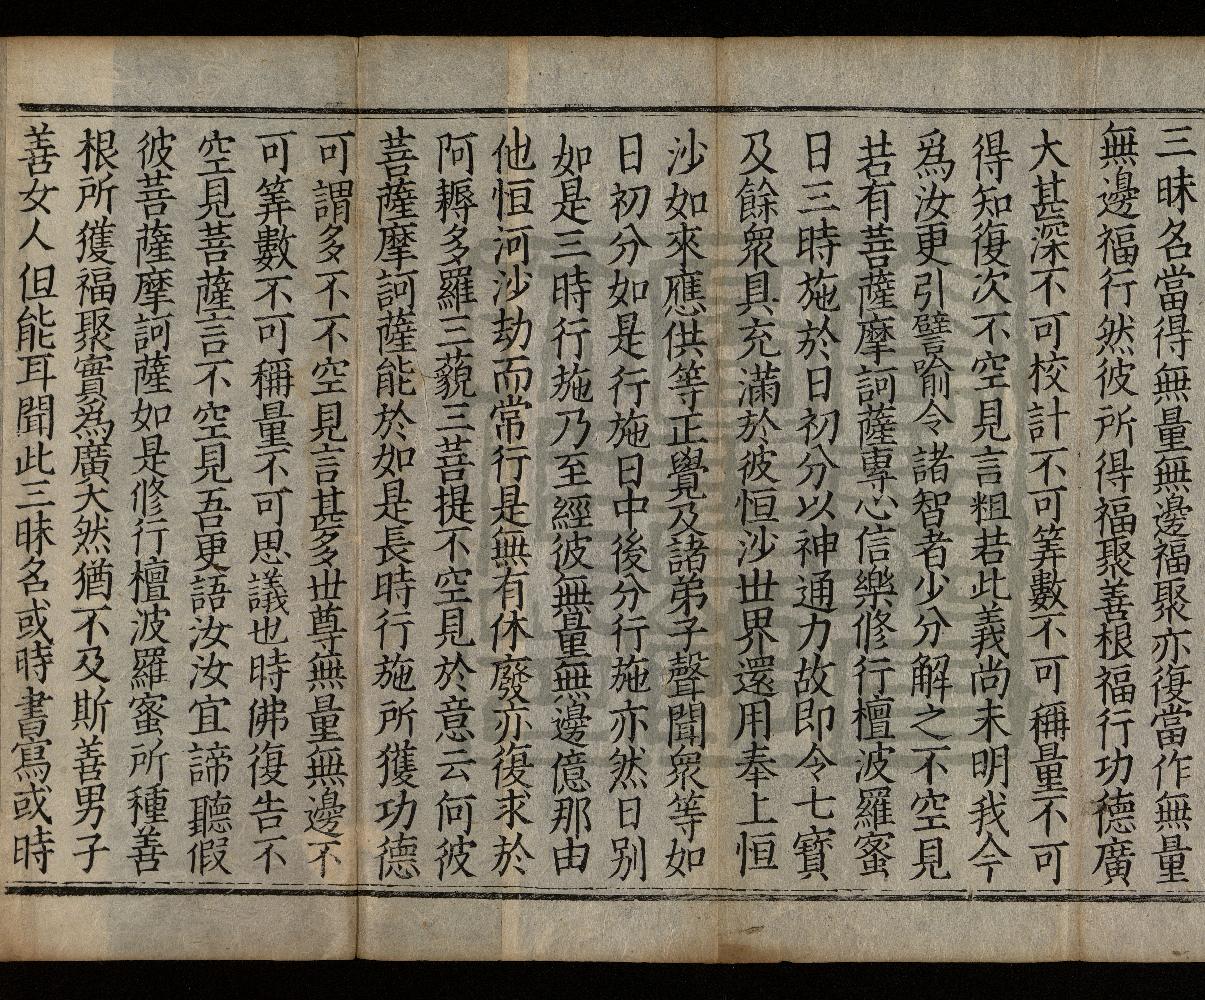 三昧名當得無量無邊福聚亦復當作無量
無邊福行然彼所得福聚善根福行功德廣
大甚深不可校計不可筭數不可稱量不可
得知復次不空見言粗若此義尚未明我今
爲汝更引譬喻令諸智者少分解之不空見
若有菩薩摩訶薩專心信樂修行檀波羅蜜
日三時施於日初分以神通力故即令七寶
及餘衆具充滿於彼恒沙世界還用奉上恒
沙如來應供等正覺及諸弟子聲聞衆等如
日初分如是行施日中後分行施亦然日別
如是三時行施乃至經彼無量無邊億那由
他恒河沙劫而常行是無有休廢亦復求於
阿耨多羅三藐三菩提不空見於意云何彼
菩薩摩訶薩能於如是長時行施所獲功德
可謂多不不空見言甚多世尊無量無邊不
可筭數不可稱量不可思議也時佛復告不
空見菩薩言不空見吾更語汝汝宜諦聽假
彼菩薩摩訶薩如是修行檀波羅蜜所種善
根所獲福聚實爲廣大然猶不及斯善男子
善女人但能耳聞此三昧名或時書寫或時